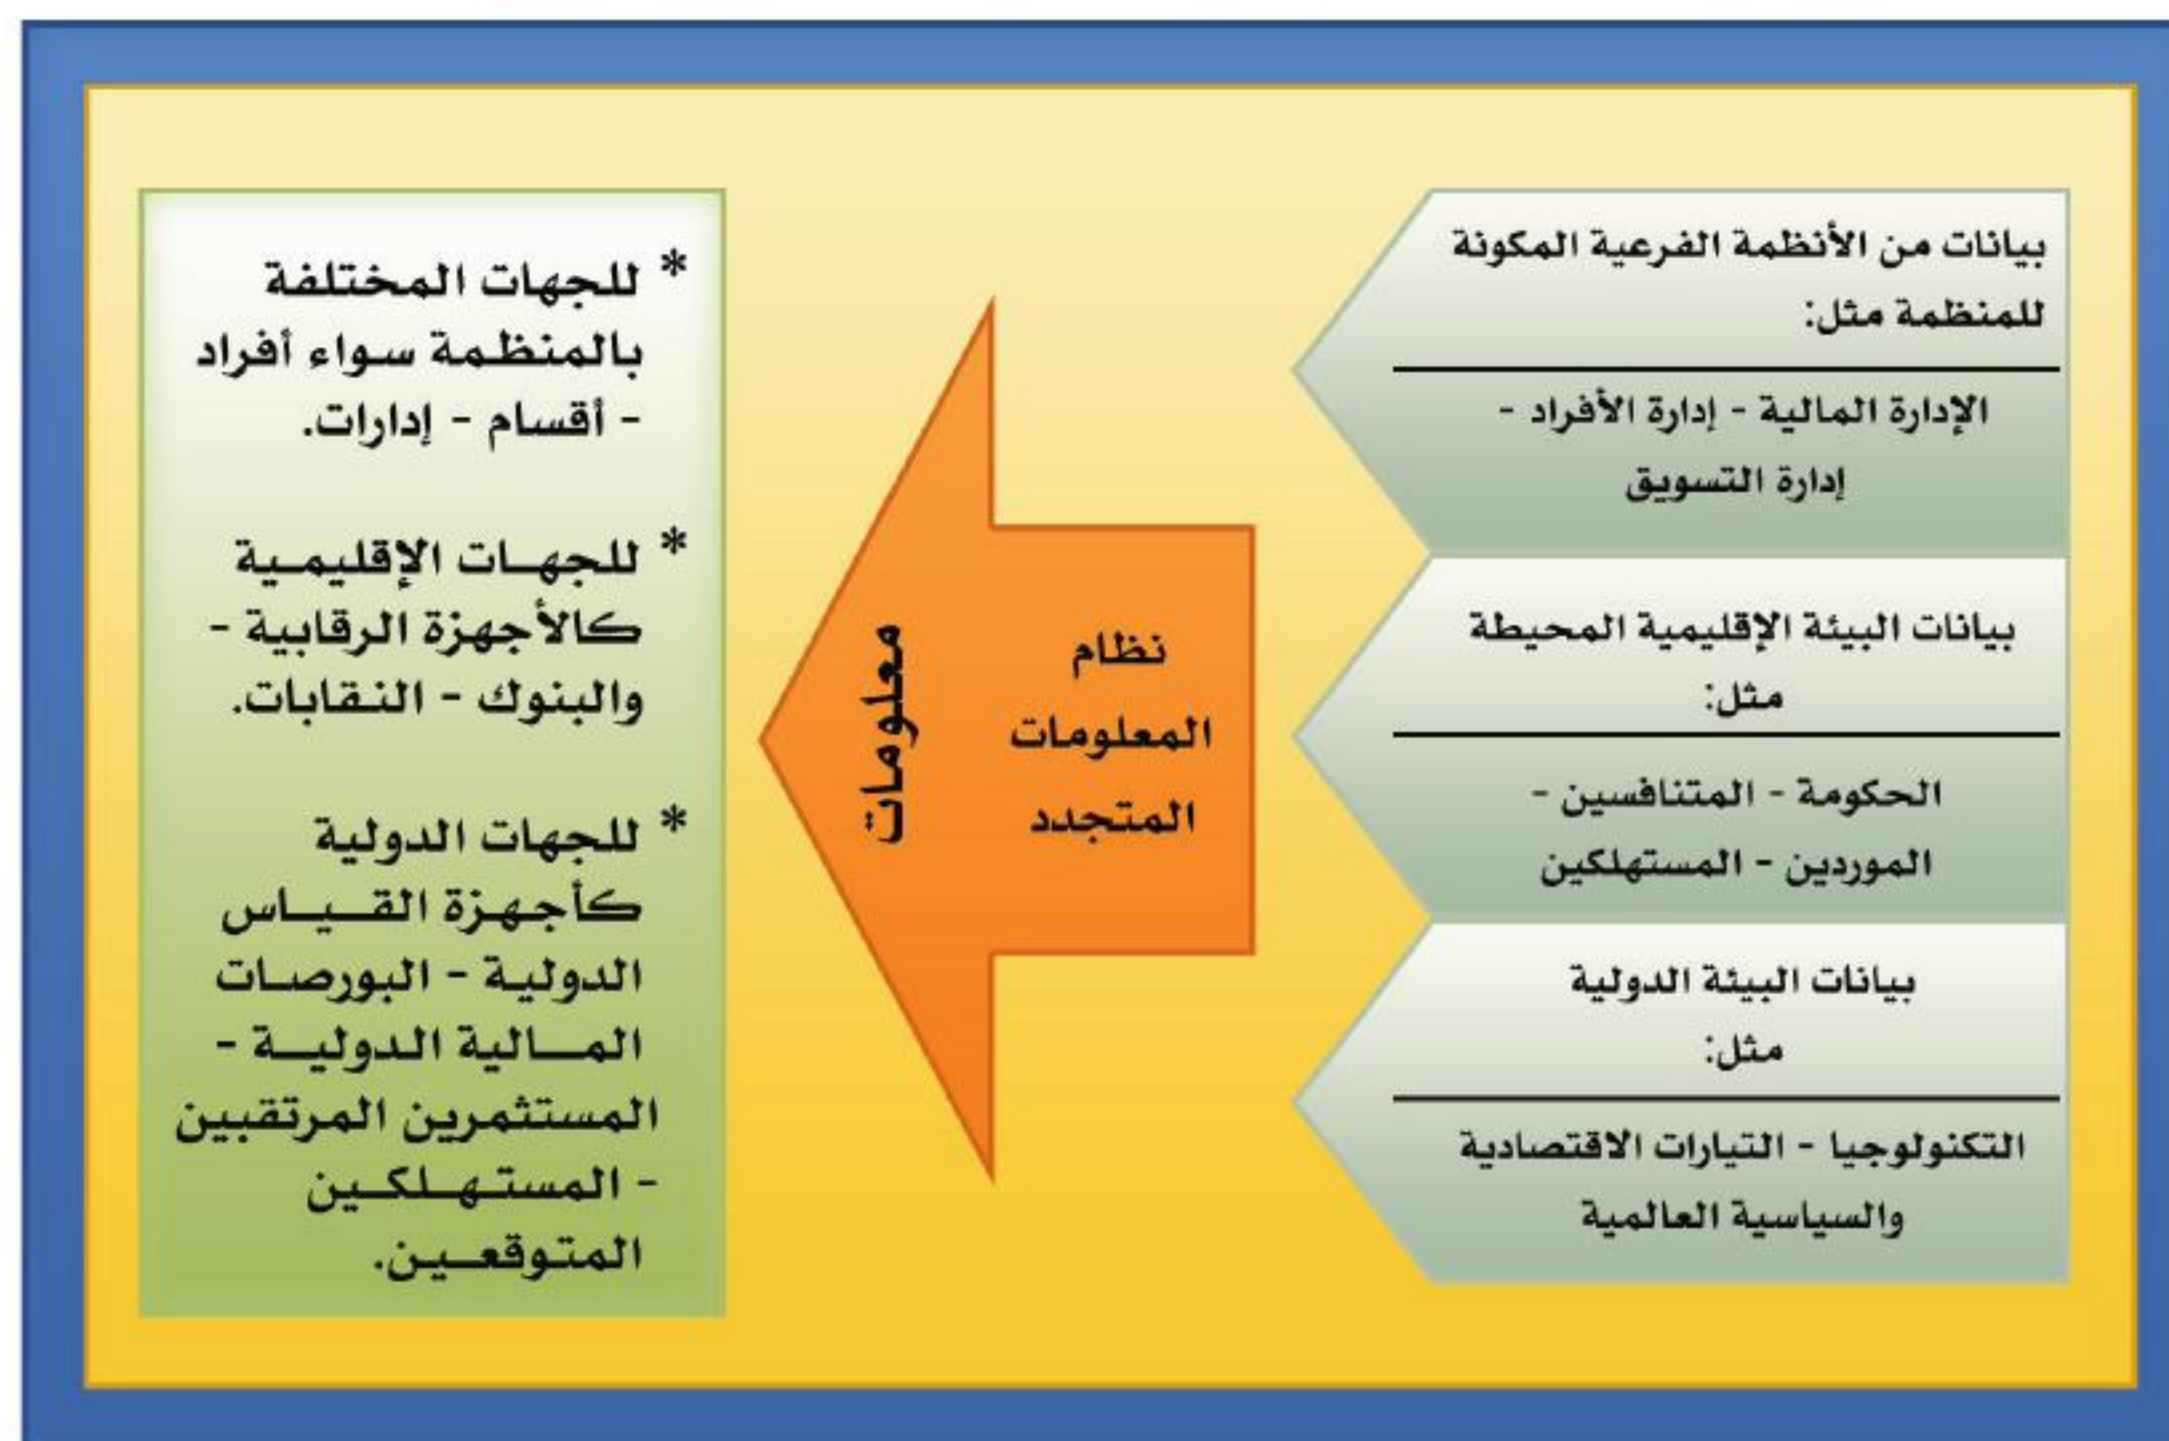 بيانات من الأنظمة الفرعية المكونة
للمنظمة مثل:
الإدارة المالية - إدارة الأفراد -
إدارة التسويق
بيانات البيئة الإقليمية المحيطة
مثل:
الحكومة - المتنافسين -
الموردين - المستهلكين
بيانات البيئة الدولية
مثل:
التكنولوجيا - التيارات الاقتصادية
والسياسية العالمية
نظام
المعلومات
المتجدد
معلومات
* للجهات المختلفة
بالمنظمة سواء أفراد
- أقسام - إدارات.
* للجهات الإقليمية
كالأجهزة الرقابية -
والبنوك - النقابات.
* للجهات الدولية
كأجهزة القياس
الدولية - البورصات
المالية الدولية -
المستثمرين المرتقبين
- المستهلكين
المتوقعين.